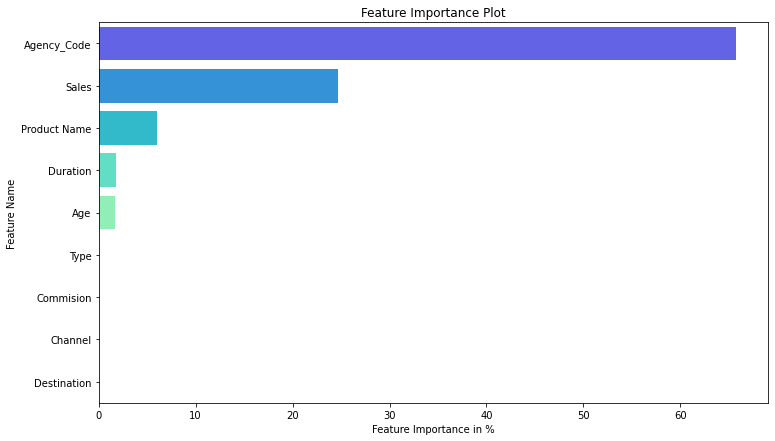 Feature Importance Plot
Feature Name
Agency_Code
Sales
Product Name
Duration
Age
Type
Commision
Channel
Destination
0 10 20 30 40 50 60
Feature Importance in %